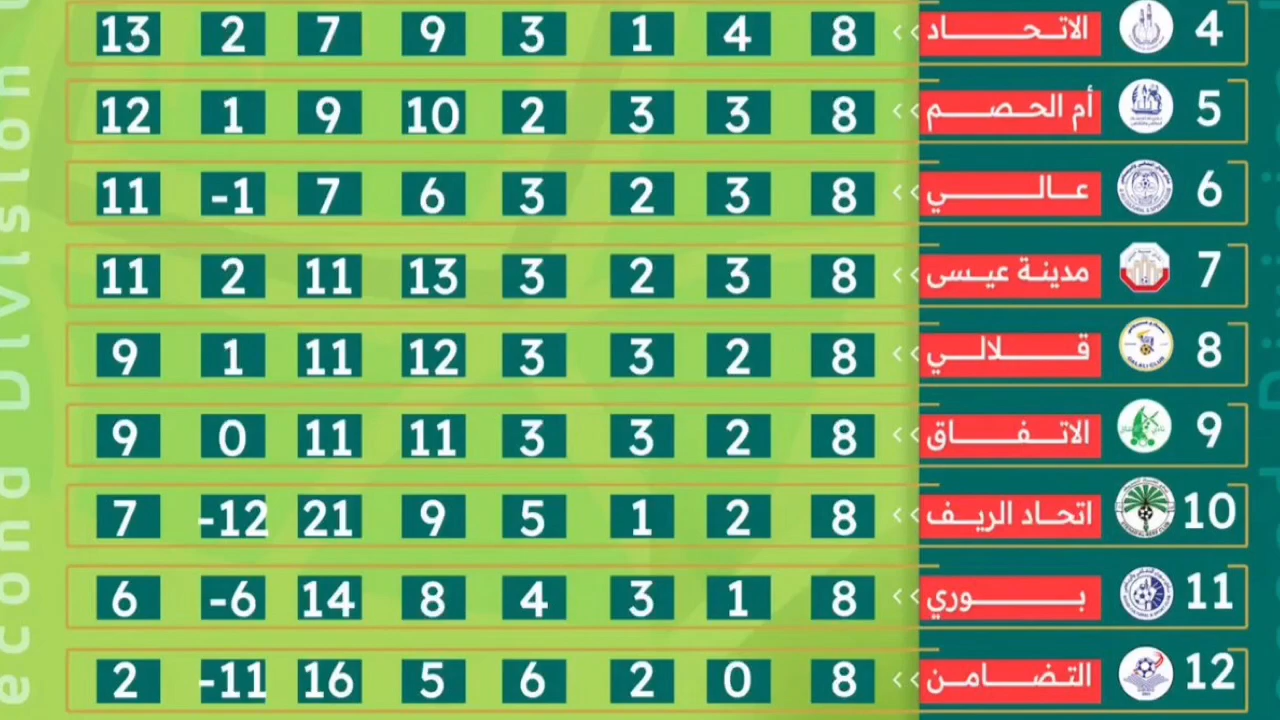 4 الاتحاد 8 4 1 3 9 7 2 13
5 أم الحصم 8 3 3 2 10 9 1 12
6 عالي 8 3 2 3 6 7 -1 11
7 مدينة عيسى 8 3 2 3 13 11 2 11
8 قلالي 8 2 3 3 12 11 1 9
9 الاتفاق 8 2 3 3 11 11 0 9
10 اتحاد الريف 8 2 1 5 9 21 -12 7
11 بوري 8 1 3 4 8 14 -6 6
12 التضامن 8 0 2 6 5 16 -11 2
econd Division